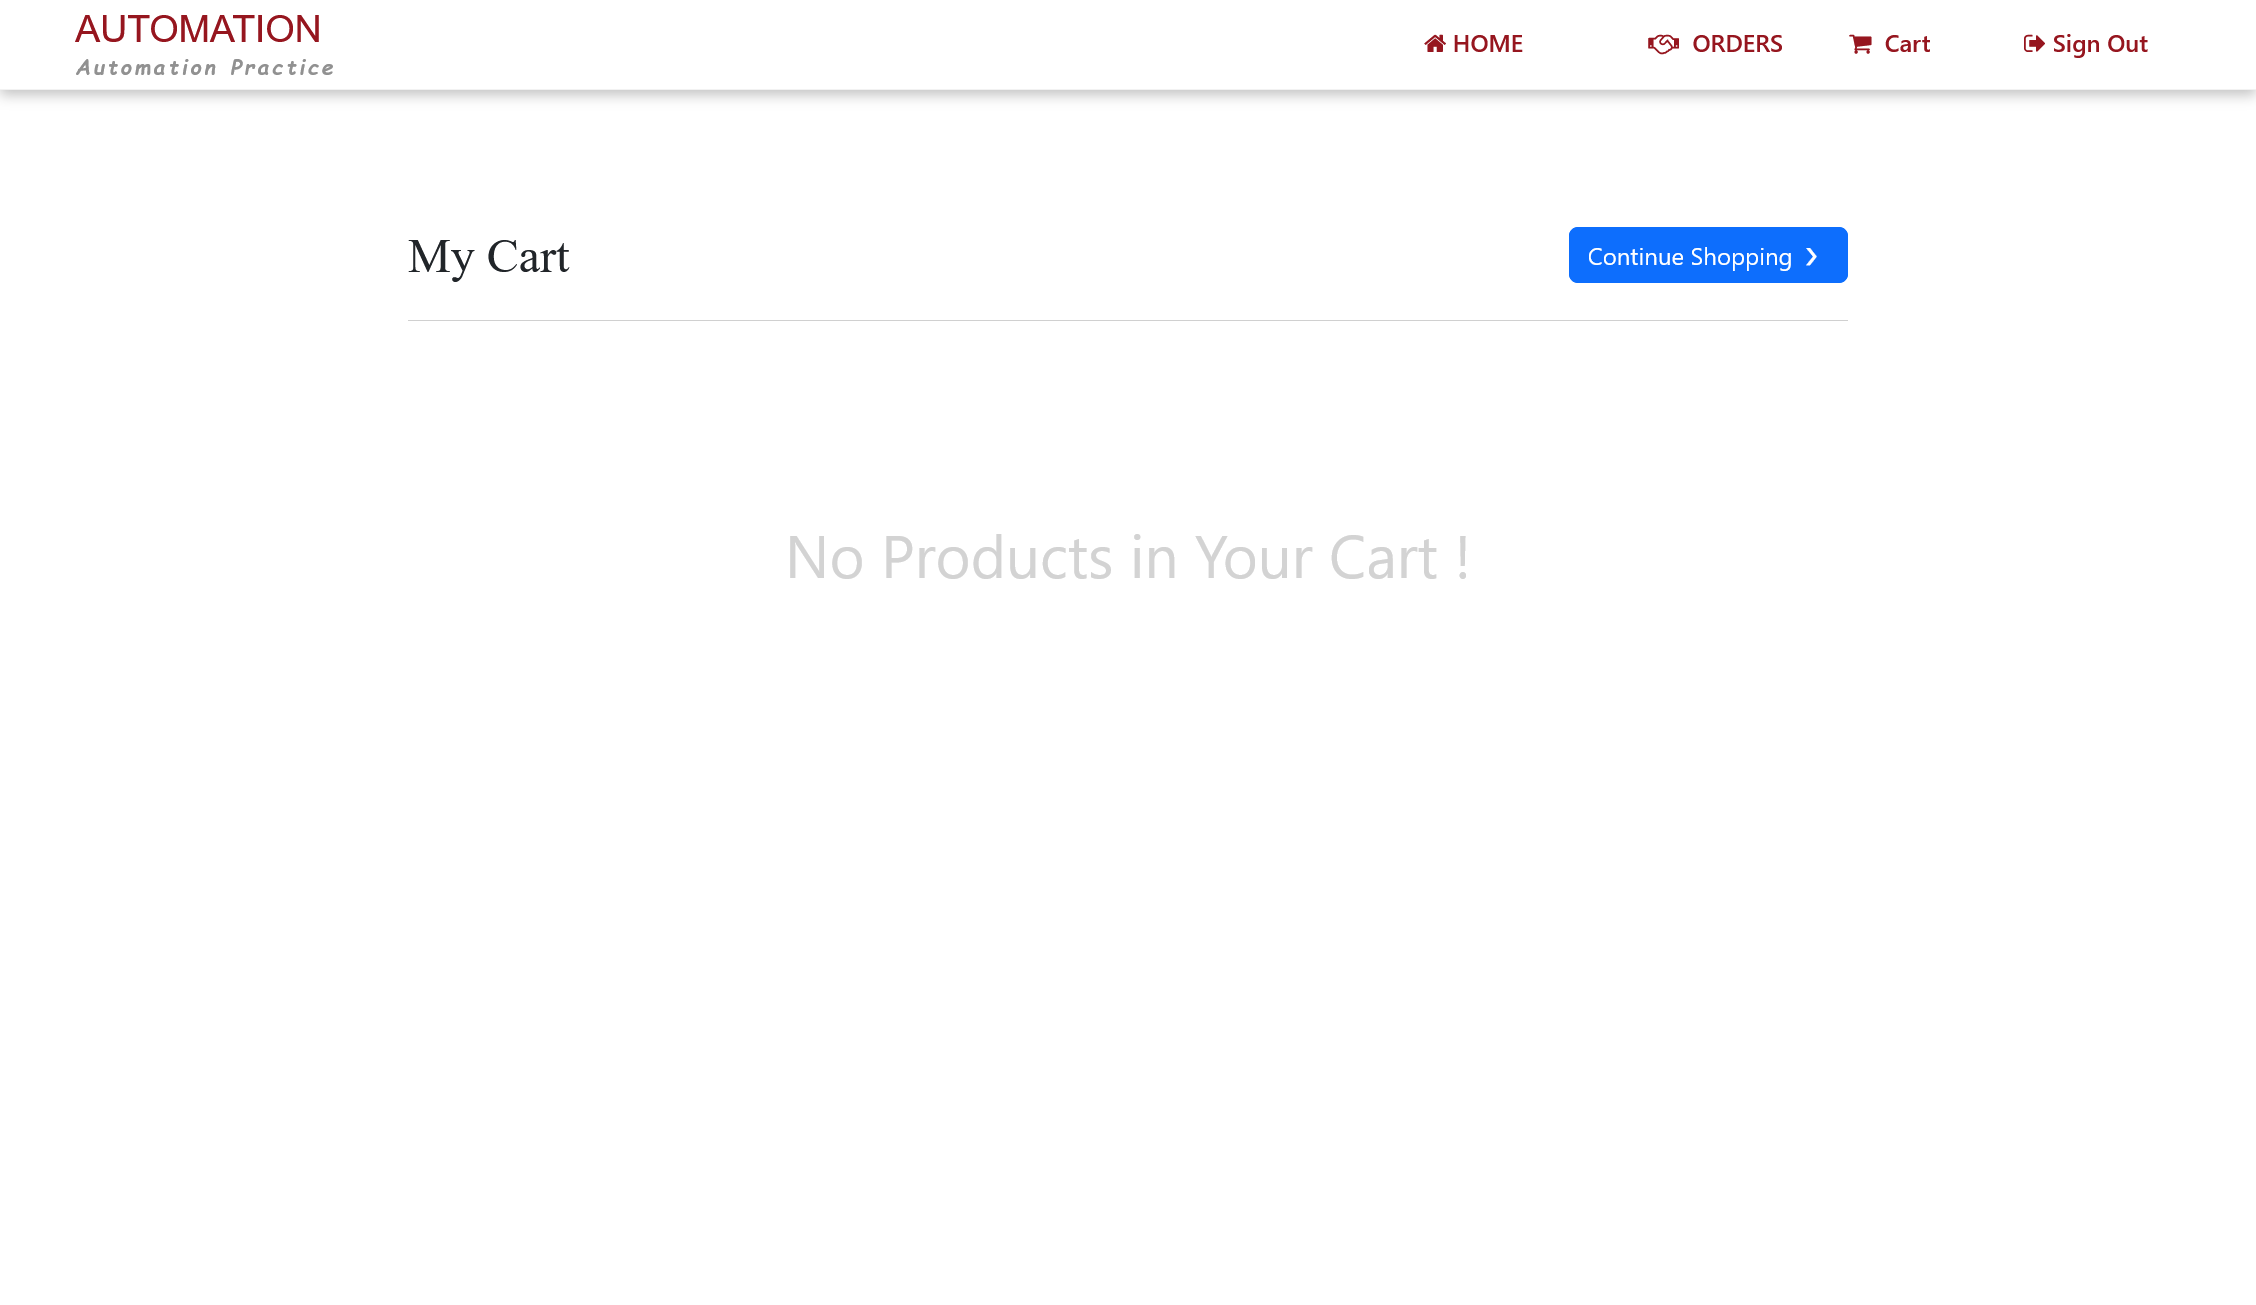 AUTOMATION
Automation Practice
HOME
ORDERS
Cart
Sign Out
My Cart
Continue Shopping ❯
No Products in Your Cart !